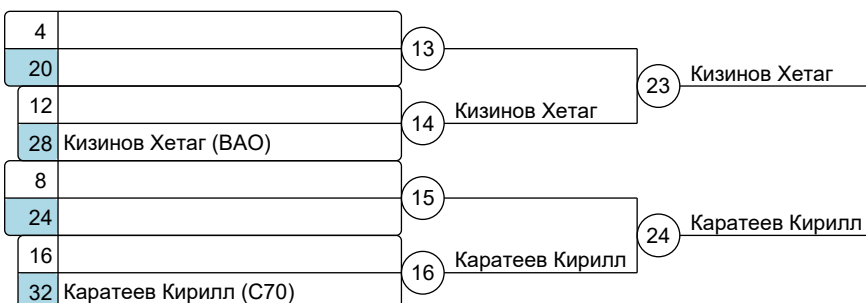 4
20
13
12
28 Кизинов Хетаг (ВАО)
14 Кизинов Хетаг
23 Кизинов Хетаг
8
24
15
16
32 Каратеев Кирилл (С70)
16 Каратеев Кирилл
24 Каратеев Кирилл